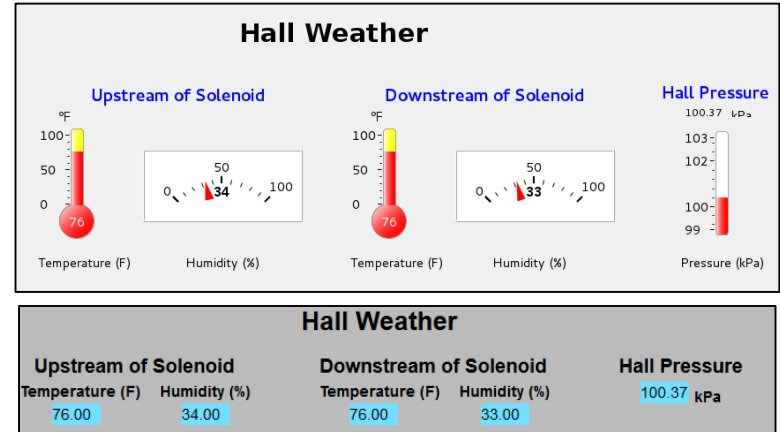 Hall Weather
Upstream of Solenoid Downstream of Solenoid Hall Pressure
°F °F 100.37 kPa
100 100 103
50 50 102
0 50 100 34 0 50 100 33
0 0 100
76 76 99
Temperature (F) Humidity (%) Temperature (F) Humidity (%) Pressure (kPa)
Hall Weather
Upstream of Solenoid Downstream of Solenoid Hall Pressure
Temperature (F) Humidity (%) Temperature (F) Humidity (%) 100.37 kPa
76.00 34.00 76.00 33.00